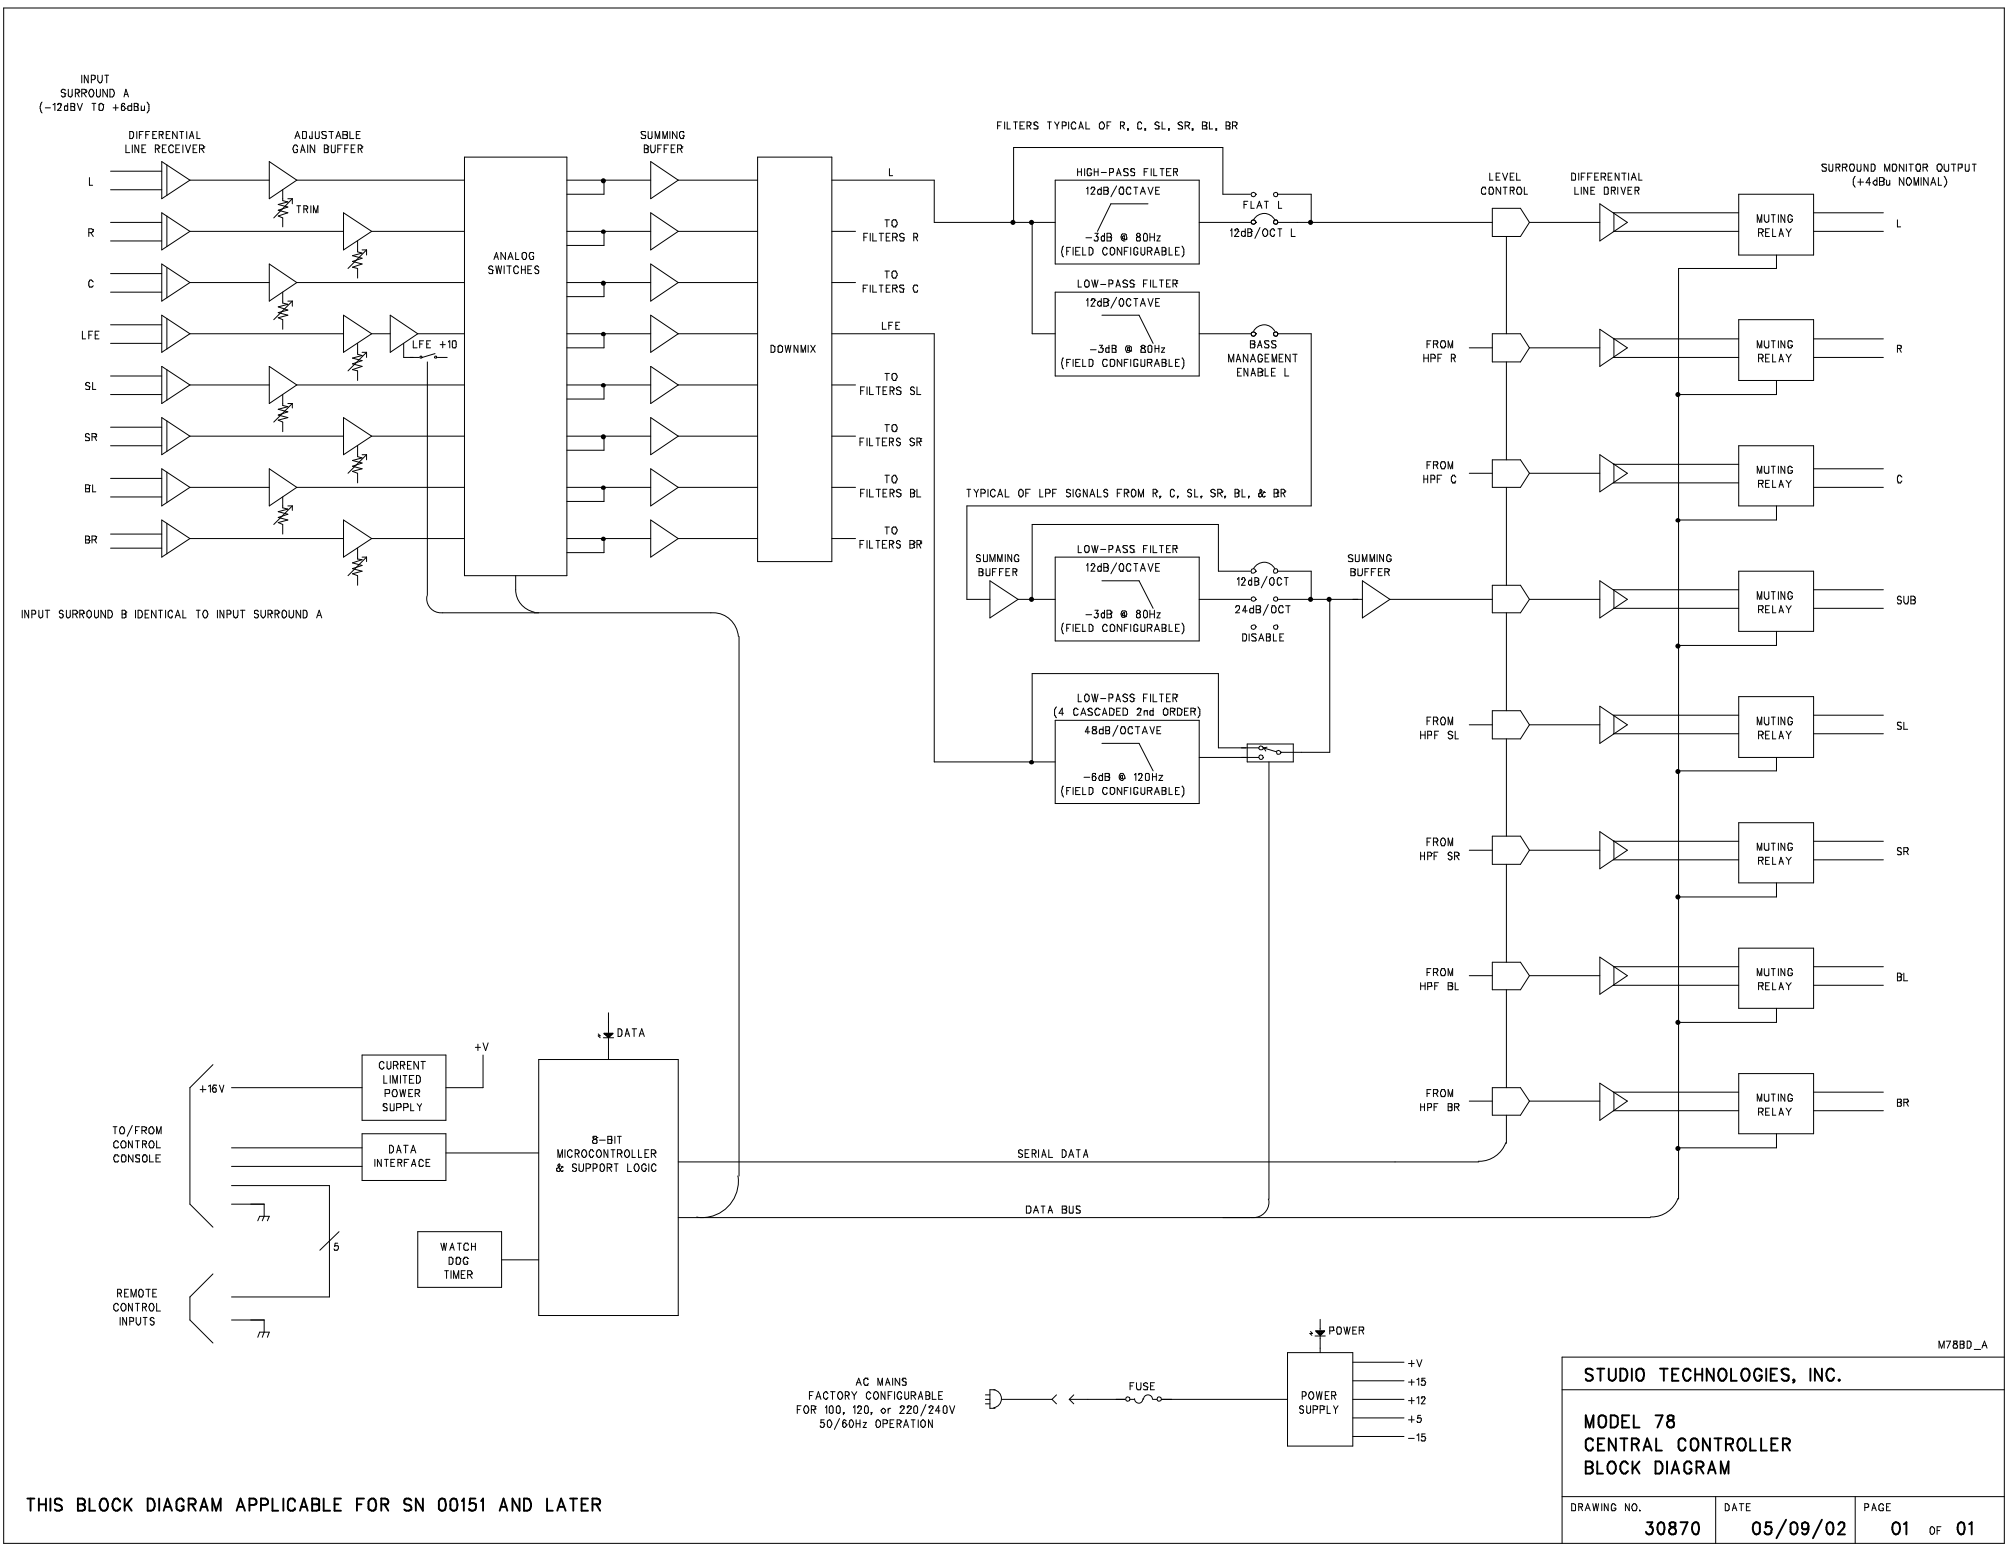 INPUT
SURROUND A
(-12dBV TO +6dBu)
DIFFERENTIAL
LINE RECEIVER
ADJUSTABLE
GAIN BUFFER
SUMMING
BUFFER
L
R
C
LFE
SL
SR
BL
BR
TRIM
LFE +10
ANALOG
SWITCHES
DOWNMIX
INPUT SURROUND B IDENTICAL TO INPUT SURROUND A
L
TO
FILTERS R
TO
FILTERS C
LFE
TO
FILTERS SL
TO
FILTERS SR
TO
FILTERS BL
TO
FILTERS BR
FILTERS TYPICAL OF R, C, SL, SR, BL, BR
HIGH-PASS FILTER
12dB/OCTAVE
-3dB @ 80Hz
(FIELD CONFIGURABLE)
FLAT L
12dB/OCT L
LOW-PASS FILTER
12dB/OCTAVE
-3dB @ 80Hz
(FIELD CONFIGURABLE)
BASS
MANAGEMENT
ENABLE L
TYPICAL OF LPF SIGNALS FROM R, C, SL, SR, BL, & BR
SUMMING
BUFFER
LOW-PASS FILTER
12dB/OCTAVE
-3dB @ 80Hz
(FIELD CONFIGURABLE)
12dB/OCT
24dB/OCT
DISABLE
SUMMING
BUFFER
LOW-PASS FILTER
(4 CASCADED 2nd ORDER)
48dB/OCTAVE
-6dB @ 120Hz
(FIELD CONFIGURABLE)
LEVEL
CONTROL
DIFFERENTIAL
LINE DRIVER
SURROUND MONITOR OUTPUT
(+4dBu NOMINAL)
MUTING
RELAY
L
FROM
HPF R
MUTING
RELAY
R
FROM
HPF C
MUTING
RELAY
C
MUTING
RELAY
SUB
FROM
HPF SL
MUTING
RELAY
SL
FROM
HPF SR
MUTING
RELAY
SR
FROM
HPF BL
MUTING
RELAY
BL
FROM
HPF BR
MUTING
RELAY
BR
DATA
+V
+16V
CURRENT
LIMITED
POWER
SUPPLY
TO/FROM
CONTROL
CONSOLE
DATA
INTERFACE
8-BIT
MICROCONTROLLER
& SUPPORT LOGIC
SERIAL DATA
DATA BUS
5
WATCH
DOG
TIMER
REMOTE
CONTROL
INPUTS
AC MAINS
FACTORY CONFIGURABLE
FOR 100, 120, or 220/240V
50/60Hz OPERATION
FUSE
POWER
POWER
SUPPLY
+V
+15
+12
+5
-15
M78BD_A
STUDIO TECHNOLOGIES, INC.
MODEL 78
CENTRAL CONTROLLER
BLOCK DIAGRAM
DRAWING NO.
30870
DATE
05/09/02
PAGE
01 OF 01
THIS BLOCK DIAGRAM APPLICABLE FOR SN 00151 AND LATER